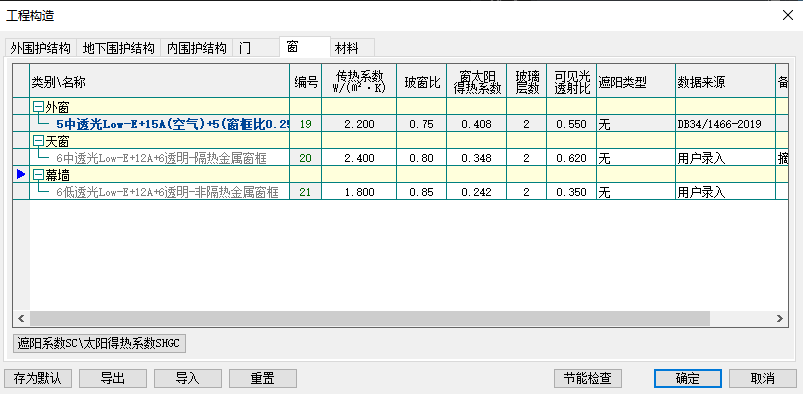 工程构造
外围护结构 地下围护结构 内围护结构 门 窗 材料
类别\名称 编号 传热系数 W/(m²·K) 玻窗比 窗太阳得热系数 玻璃层数 可见光透射比 遮阳类型 数据来源 备
外窗
5中透光Low-E+15A(空气)+5(窗框比0.25 19 2.200 0.75 0.408 2 0.550 无 DB34/1466-2019
天窗
6中透光Low-E+12A+6透明-隔热金属窗框 20 2.400 0.80 0.348 2 0.620 无 用户录入 摘
幕墙
6低透光Low-E+12A+6透明-非隔热金属窗框 21 1.800 0.85 0.242 2 0.350 无 用户录入
遮阳系数SC\太阳得热系数SHGC
存为默认 导出 导入 重置 节能检查 确定 取消